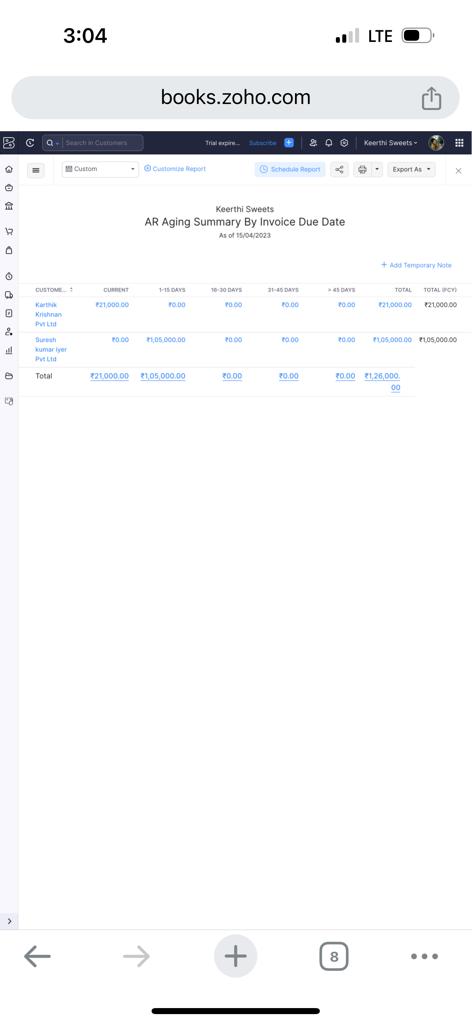 3:04
LTE
books.zoho.com
Search in Customers
Trial expire... Subscribe
Keerthi Sweets
Custom
Customize Report
Schedule Report
Export As
Keerthi Sweets
AR Aging Summary By Invoice Due Date
As of 15/04/2023
+ Add Temporary Note
CUSTOME... CURRENT 1-15 DAYS 16-30 DAYS 31-45 DAYS > 45 DAYS TOTAL TOTAL (FCY)
Karthik Krishnan Pvt Ltd ₹21,000.00 ₹0.00 ₹0.00 ₹0.00 ₹0.00 ₹21,000.00 ₹21,000.00
Suresh kumar iyer Pvt Ltd ₹0.00 ₹1,05,000.00 ₹0.00 ₹0.00 ₹0.00 ₹1,05,000.00 ₹1,05,000.00
Total ₹21,000.00 ₹1,05,000.00 ₹0.00 ₹0.00 ₹0.00 ₹1,26,000.00
8